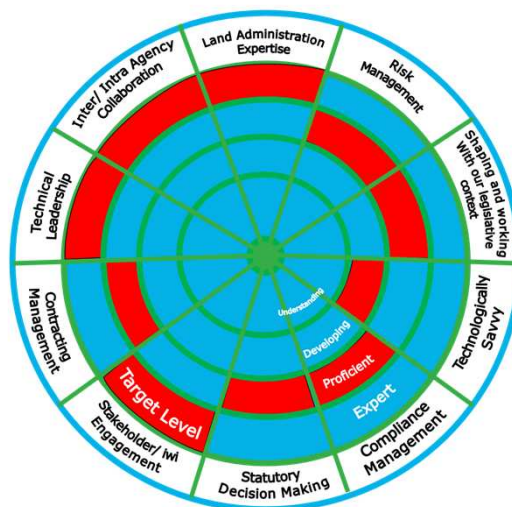 Land Administration
Expertise
Risk
Management
Shaping and working
With our legislative
context
Technologically
Savvy
Compliance
Management
Statutory
Decision Making
Stakeholder/ iwi
Engagement
Contracting
Management
Technical
Leadership
Inter/ Intra Agency
Collaboration
Understanding
Developing
Proficient
Expert
Target Level